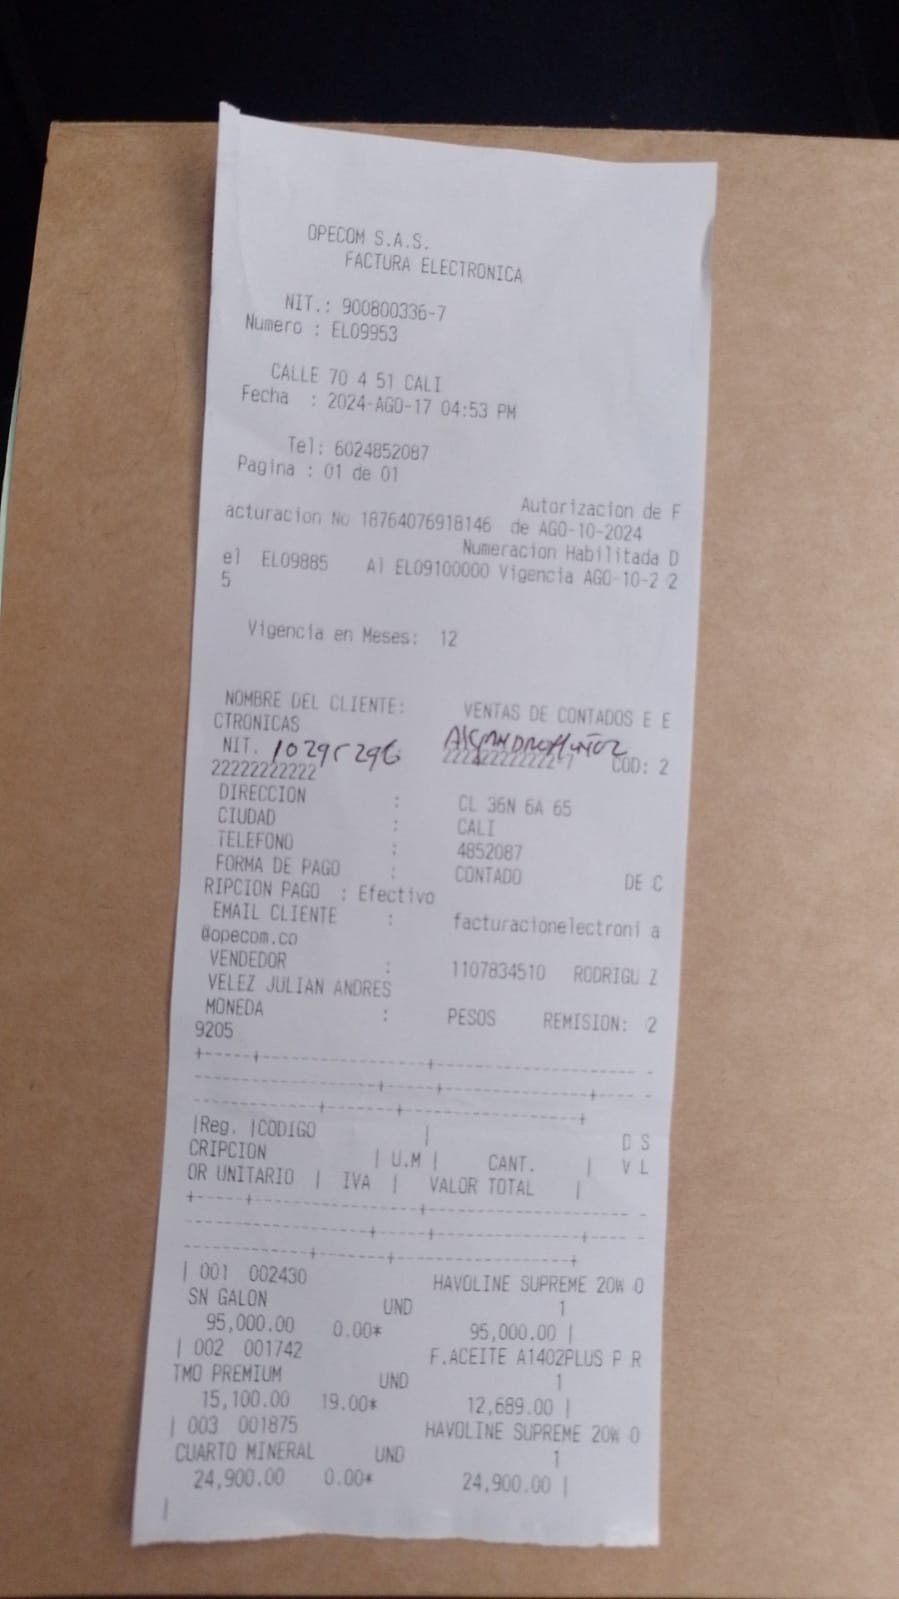 OPECOM S.A.S.
FACTURA ELECTRONICA
NIT.: 900800336-7
Numero : EL09953
CALLE 70 4 51 CALI
Fecha : 2024-AGO-17 04:53 PM
Tel: 6024852087
Pagina : 01 de 01
Autorizacion de F
acturacion No 18764076918146 de AGO-10-2024
Numeracion Habilitada D
el EL09885 Al EL09100000 Vigencia AGO-10-2 2
5
Vigencia en Meses: 12
NOMBRE DEL CLIENTE: VENTAS DE CONTADOS E E
CTRONICAS
NIT. COD: 2
22222222222
DIRECCION : CL 36N 6A 65
CIUDAD : CALI
TELEFONO : 4852087
FORMA DE PAGO : CONTADO DE C
RIPCION PAGO : Efectivo
EMAIL CLIENTE : facturacionelectroni a
@opecom.co
VENDEDOR : 1107834510 RODRIGU Z
VELEZ JULIAN ANDRES
MONEDA : PESOS REMISION: 2
9205
|Reg. |CODIGO | D S
CRIPCION | U.M | CANT. | V L
OR UNITARIO | IVA | VALOR TOTAL |
| 001 002430 HAVOLINE SUPREME 20W 0
SN GALON UND 1
95,000.00 0.00* 95,000.00 |
| 002 001742 F.ACEITE A1402PLUS P R
TMO PREMIUM UND 1
15,100.00 19.00* 12,689.00 |
| 003 001875 HAVOLINE SUPREME 20W 0
CUARTO MINERAL UND 1
24,900.00 0.00* 24,900.00 |
|